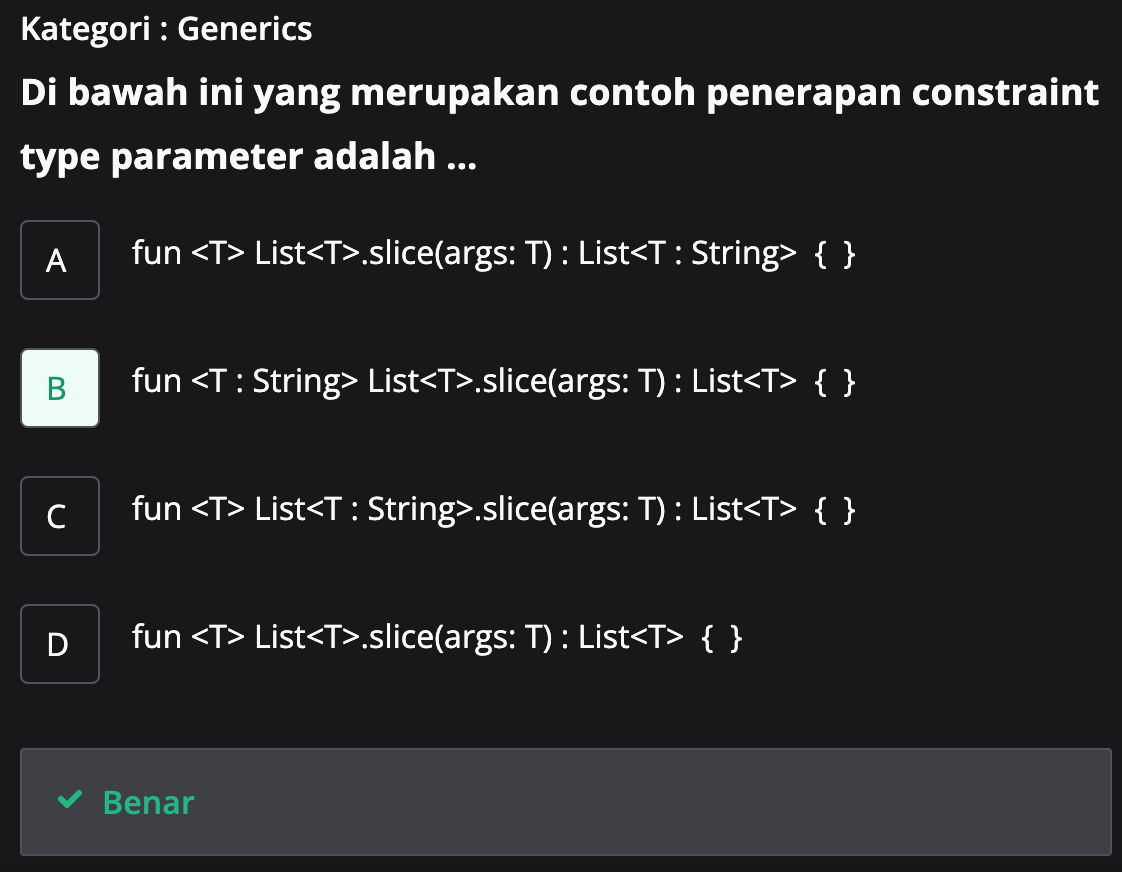 Kategori : Generics
Di bawah ini yang merupakan contoh penerapan constraint
type parameter adalah ...
A fun <T> List<T>.slice(args: T) : List<T : String> { }
B fun <T : String> List<T>.slice(args: T) : List<T> { }
C fun <T> List<T : String>.slice(args: T) : List<T> { }
D fun <T> List<T>.slice(args: T) : List<T> { }
✔ Benar